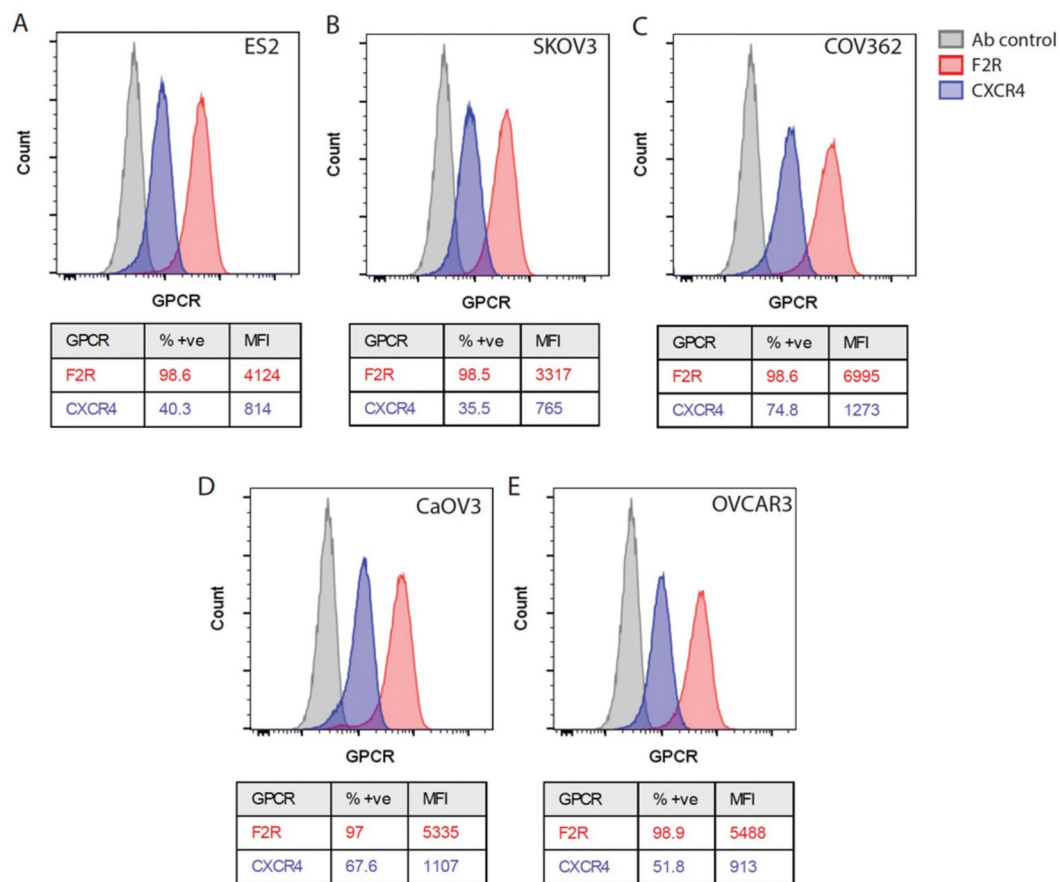 A
ES2
Count
GPCR
GPCR % +ve MFI
F2R 98.6 4124
CXCR4 40.3 814
B
SKOV3
Count
GPCR
GPCR % +ve MFI
F2R 98.5 3317
CXCR4 35.5 765
C
COV362
Count
GPCR
GPCR % +ve MFI
F2R 98.6 6995
CXCR4 74.8 1273
Ab control
F2R
CXCR4
D
CaOV3
Count
GPCR
GPCR % +ve MFI
F2R 97 5335
CXCR4 67.6 1107
E
OVCAR3
Count
GPCR
GPCR % +ve MFI
F2R 98.9 5488
CXCR4 51.8 913